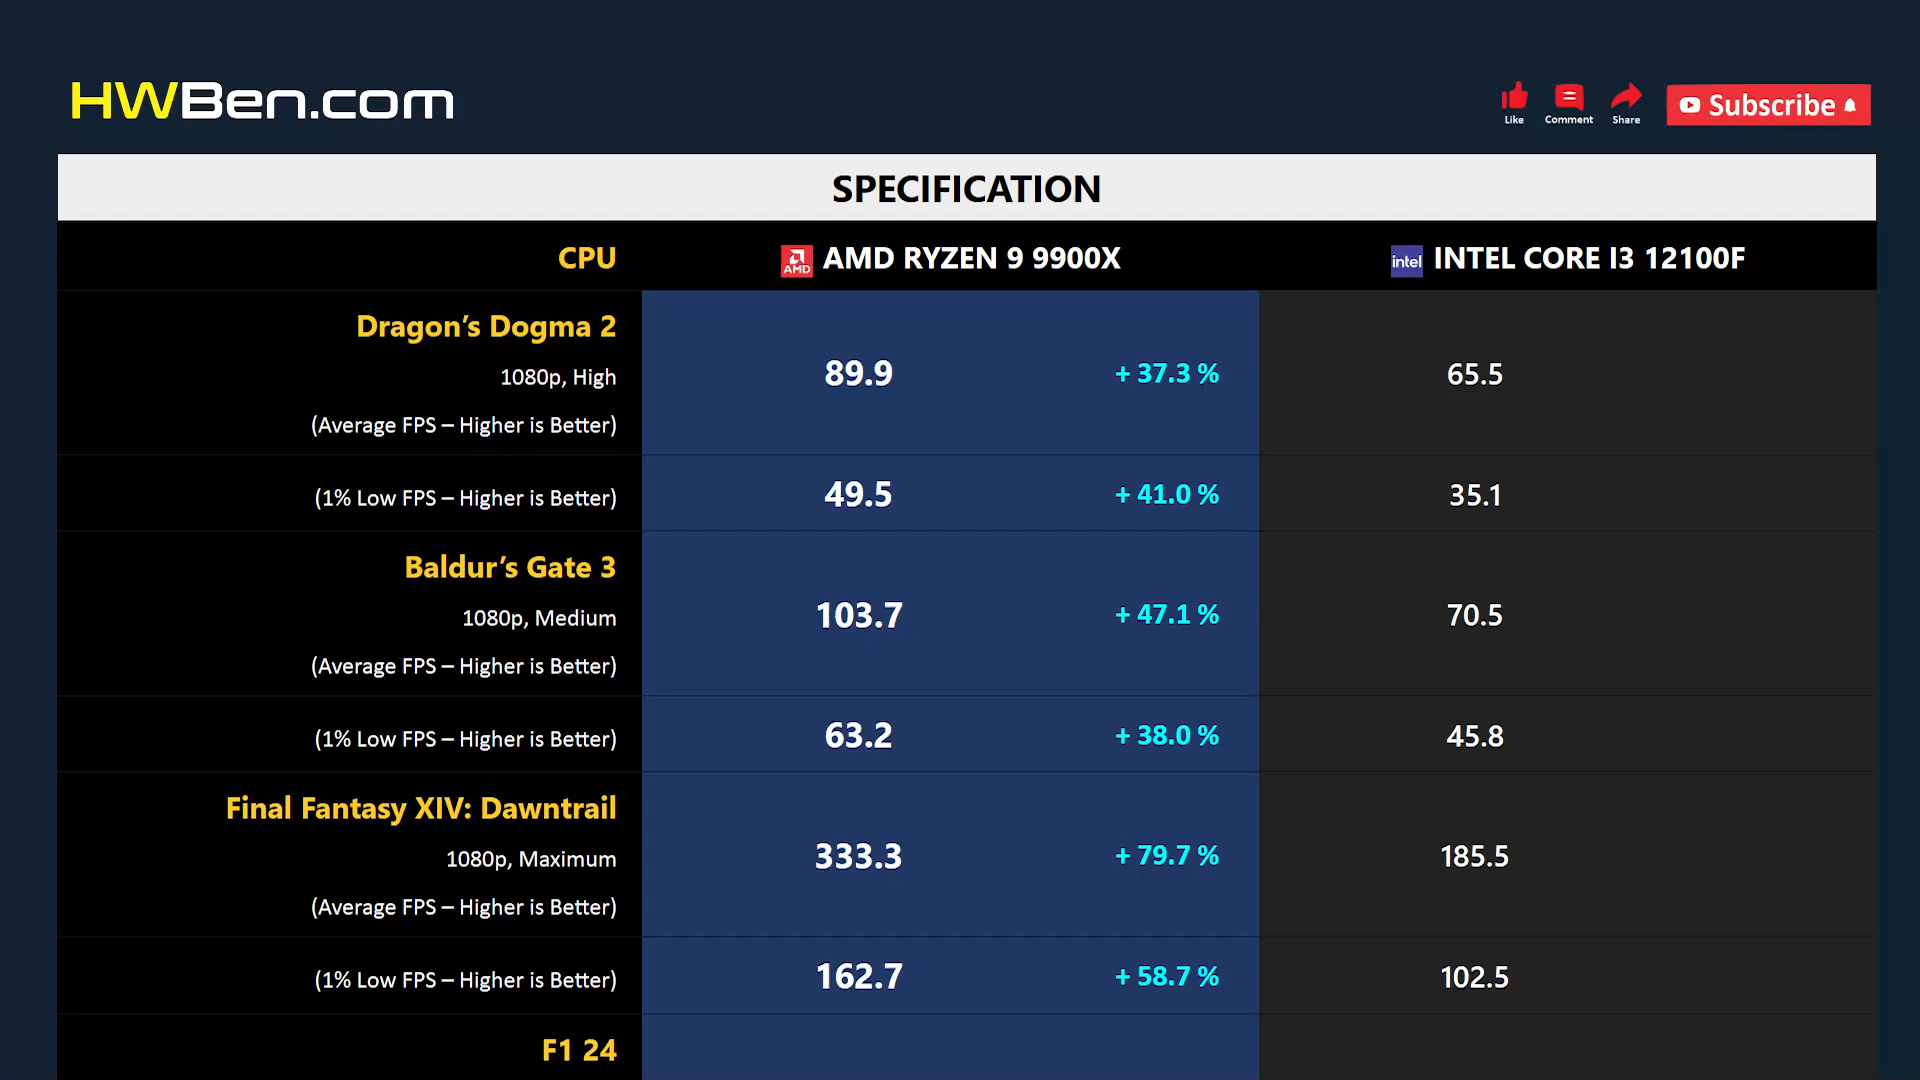 HWBen.com
Like
Comment
Share
Subscribe
SPECIFICATION
CPU
AMD
AMD RYZEN 9 9900X
intel
INTEL CORE I3 12100F
Dragon’s Dogma 2
1080p, High
(Average FPS – Higher is Better)
89.9
+ 37.3 %
65.5
(1% Low FPS – Higher is Better)
49.5
+ 41.0 %
35.1
Baldur’s Gate 3
1080p, Medium
(Average FPS – Higher is Better)
103.7
+ 47.1 %
70.5
(1% Low FPS – Higher is Better)
63.2
+ 38.0 %
45.8
Final Fantasy XIV: Dawntrail
1080p, Maximum
(Average FPS – Higher is Better)
333.3
+ 79.7 %
185.5
(1% Low FPS – Higher is Better)
162.7
+ 58.7 %
102.5
F1 24